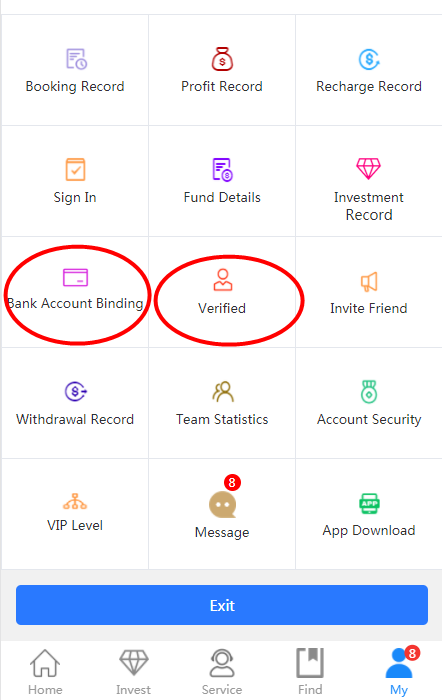 Booking Record
Profit Record
Recharge Record
Sign In
Fund Details
Investment
Record
Bank Account Binding
Verified
Invite Friend
Withdrawal Record
Team Statistics
Account Security
VIP Level
8
Message
APP
App Download
Exit
Home
Invest
Service
Find
8
My